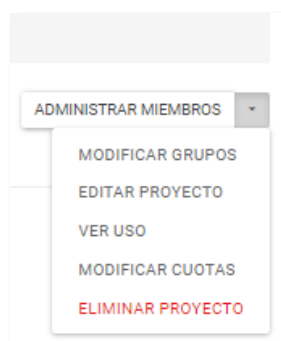 ADMINISTRAR MIEMBROS
MODIFICAR GRUPOS
EDITAR PROYECTO
VER USO
MODIFICAR CUOTAS
ELIMINAR PROYECTO